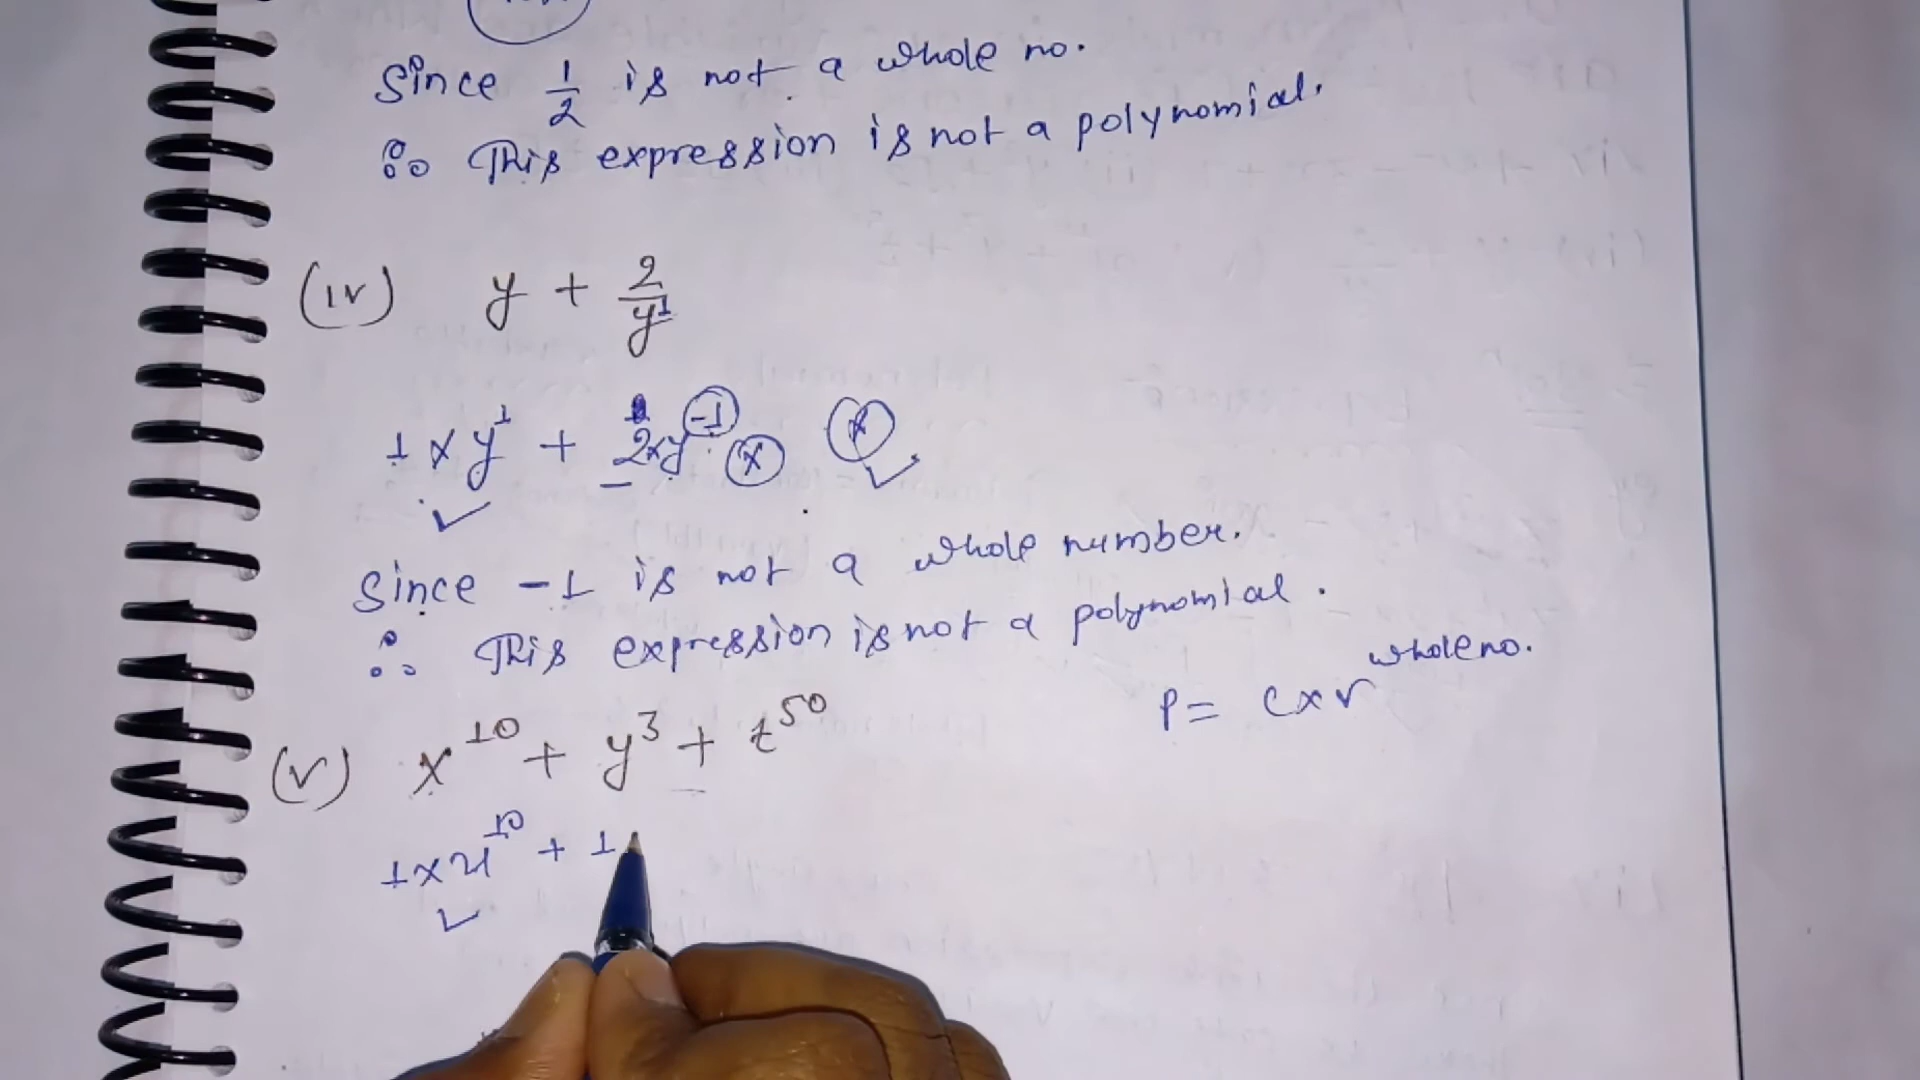 Since 1/2 is not a whole no.
∴ This expression is not a polynomial.
(iv) y + 2/y¹
1 × y¹ + 2×y⁻¹ (×) (×) ✓
✓
Since -1 is not a whole number.
∴ This expression is not a polynomial.
P = c×v^whole no.
(v) x¹⁰ + y³ + z⁵⁰
1×x¹⁰ + 1
✓